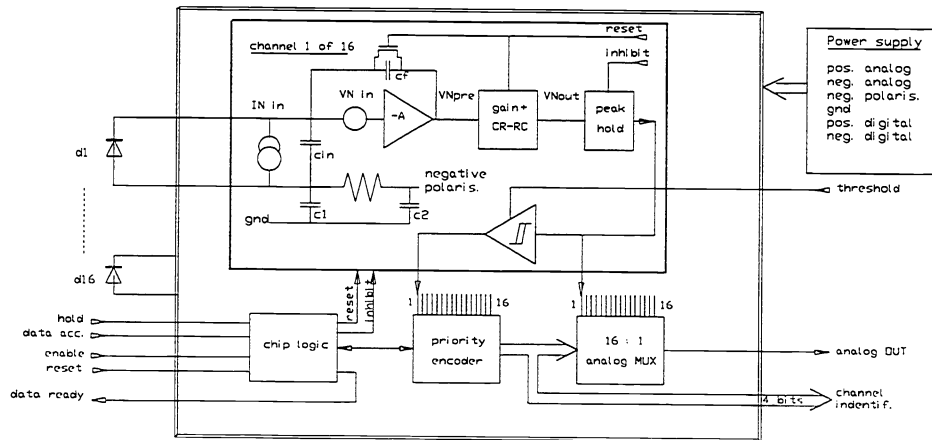 channel 1 of 16
reset
inhibit
cf
IN in
VN in
-A
VNpre
gain+
CR-RC
VNout
peak
hold
cin
negative
polaris.
c1
c2
gnd
d1
d16
Power supply
pos. analog
neg. analog
neg. polaris.
gnd
pos. digital
neg. digital
threshold
reset
inhibit
hold
data acc.
enable
reset
data ready
chip logic
1
16
priority
encoder
1
16
16 : 1
analog MUX
analog OUT
4 bits
channel
indentif.